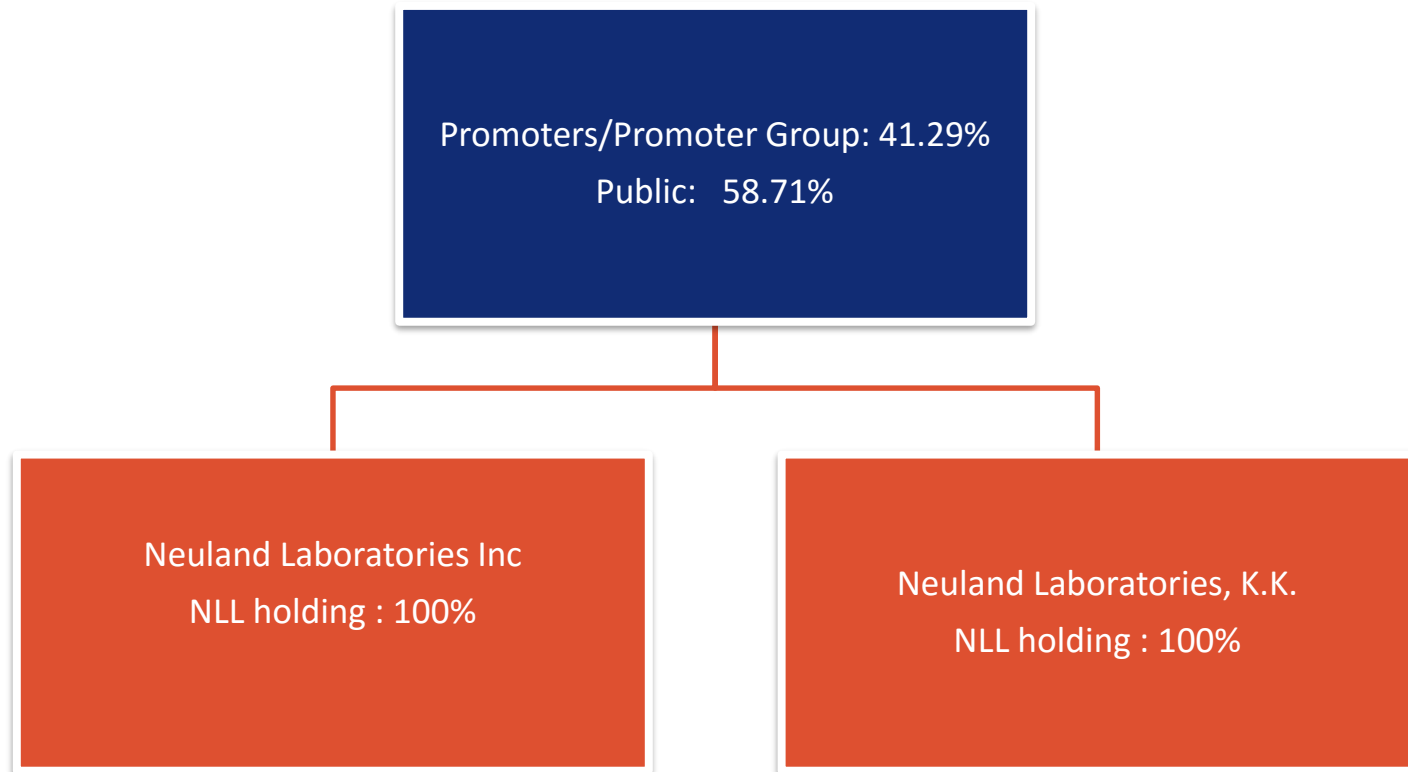 Promoters/Promoter Group: 41.29%
Public: 58.71%
Neuland Laboratories Inc
NLL holding : 100%
Neuland Laboratories, K.K.
NLL holding : 100%